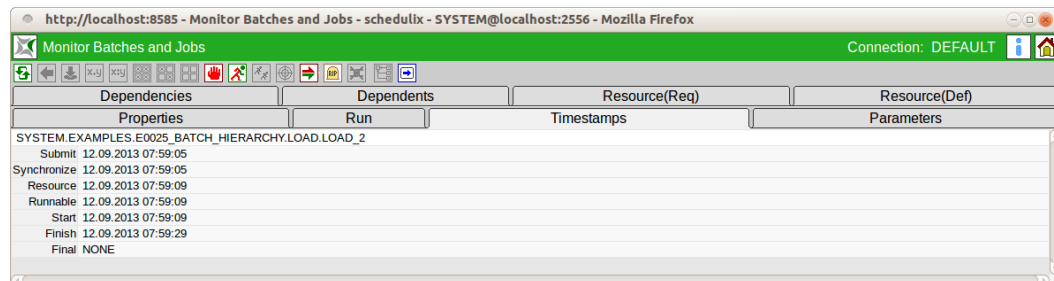 http://localhost:8585 - Monitor Batches and Jobs - schedulix - SYSTEM@localhost:2556 - Mozilla Firefox
Monitor Batches and Jobs Connection: DEFAULT i
x,y x:y RIP
Dependencies Dependents Resource(Req) Resource(Def)
Properties Run Timestamps Parameters
SYSTEM.EXAMPLES.E0025_BATCH_HIERARCHY.LOAD.LOAD_2
Submit 12.09.2013 07:59:05
Synchronize 12.09.2013 07:59:05
Resource 12.09.2013 07:59:09
Runnable 12.09.2013 07:59:09
Start 12.09.2013 07:59:09
Finish 12.09.2013 07:59:29
Final NONE